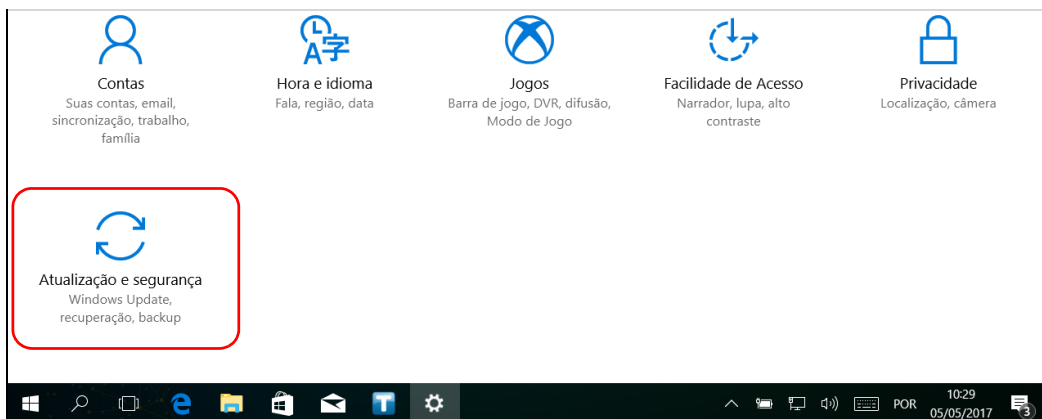 Contas
Suas contas, email,
sincronização, trabalho,
família
Hora e idioma
Fala, região, data
Jogos
Barra de jogo, DVR, difusão,
Modo de Jogo
Facilidade de Acesso
Narrador, lupa, alto
contraste
Privacidade
Localização, câmera
Atualização e segurança
Windows Update,
recuperação, backup
POR
10:29
05/05/2017
3